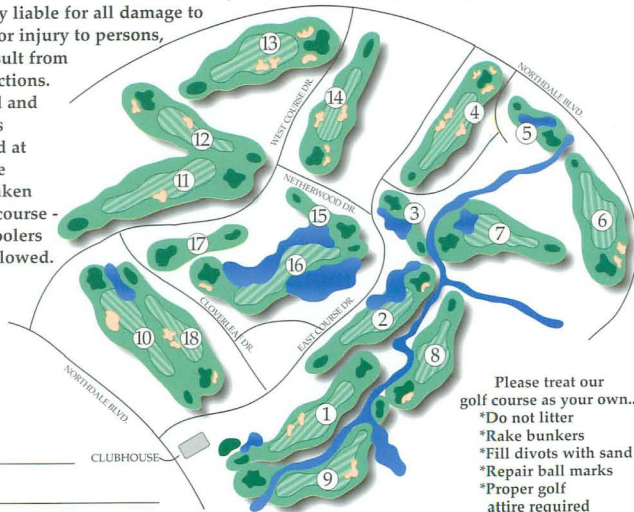 y liable for all damage to
or injury to persons,
sult from
ctions.
l and
s
d at
e
aken
course -
oolers
lowed.
13
14
WEST COURSE DR.
12
11
4
NORTHDALE BLVD.
5
NETHERWOOD DR.
15
3
7
6
17
16
CLOVERLEAF DR.
EAST COURSE DR.
2
10
18
8
NORTHDALE BLVD.
1
CLUBHOUSE
9
Please treat our
golf course as your own..
*Do not litter
*Rake bunkers
*Fill divots with sand
*Repair ball marks
*Proper golf
attire required